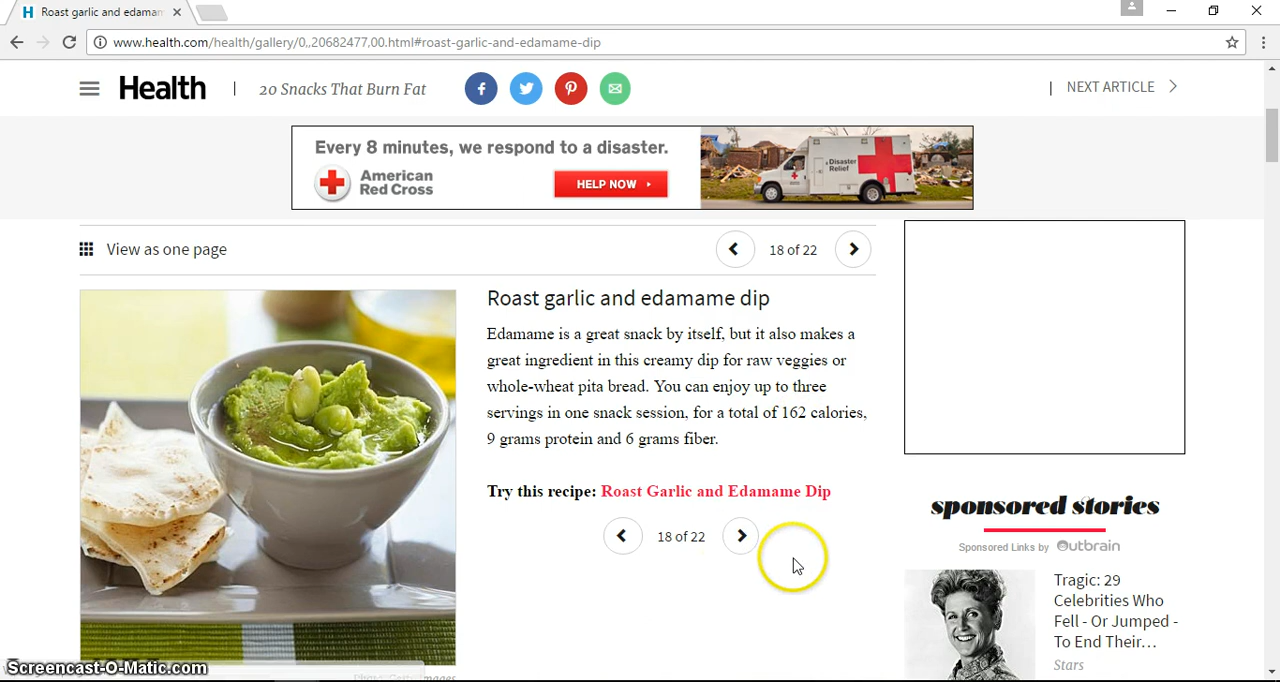 Roast garlic and edamam
www.health.com/health/gallery/0,,20682477,00.html#roast-garlic-and-edamame-dip
Health | 20 Snacks That Burn Fat
| NEXT ARTICLE
Every 8 minutes, we respond to a disaster.
American
Red Cross
HELP NOW
Disaster
Relief
View as one page
18 of 22
Roast garlic and edamame dip
Edamame is a great snack by itself, but it also makes a
great ingredient in this creamy dip for raw veggies or
whole-wheat pita bread. You can enjoy up to three
servings in one snack session, for a total of 162 calories,
9 grams protein and 6 grams fiber.
Try this recipe: Roast Garlic and Edamame Dip
18 of 22
sponsored stories
Sponsored Links by Outbrain
Tragic: 29
Celebrities Who
Fell - Or Jumped -
To End Their...
Stars
Screencast-O-Matic.com